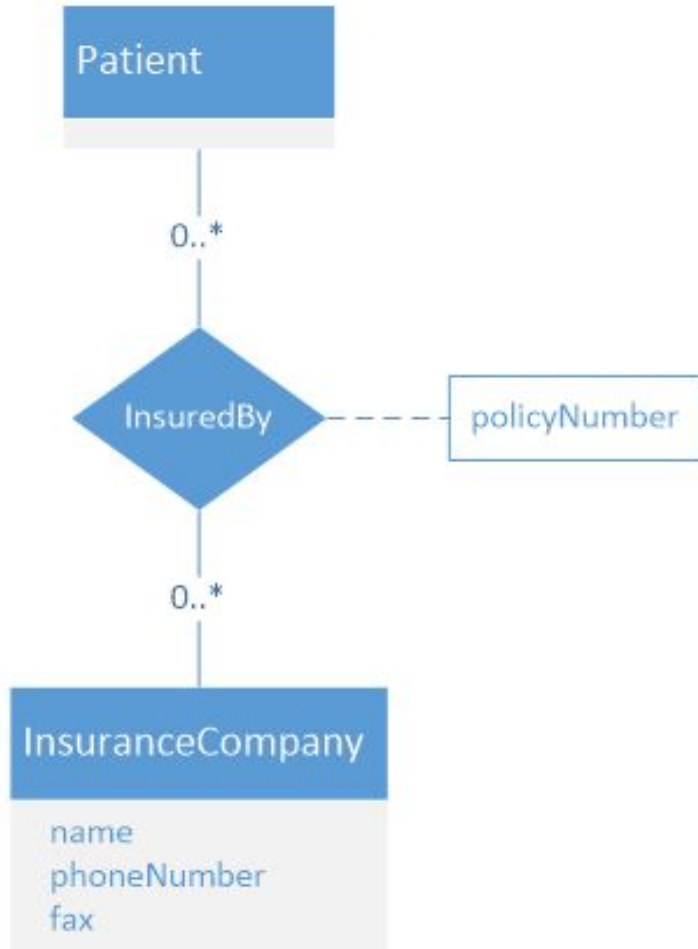 Patient
0..*
InsuredBy
policyNumber
0..*
InsuranceCompany
name
phoneNumber
fax